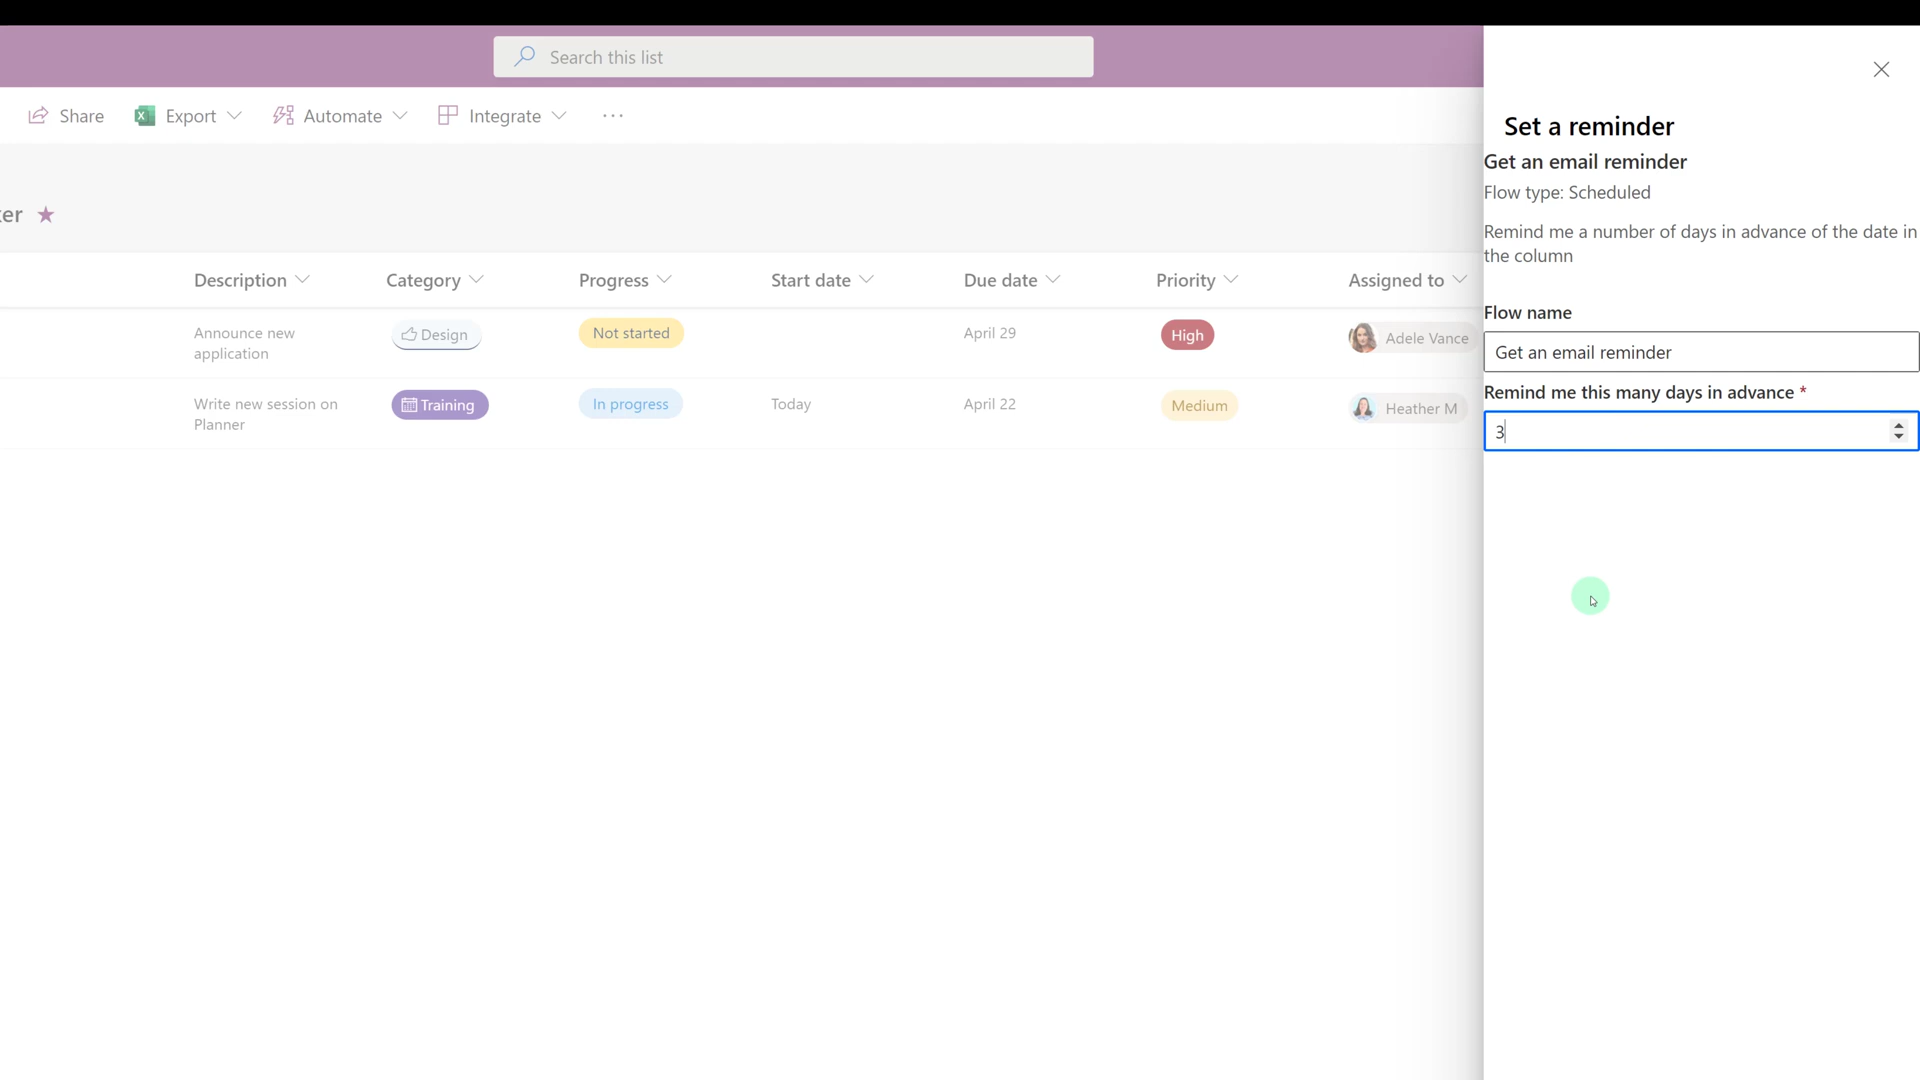 Search this list
Share
Export
Automate
Integrate
ter
Description
Category
Progress
Start date
Due date
Priority
Assigned to
Announce new
application
Design
Not started
April 29
High
Adele Vance
Write new session on
Planner
Training
In progress
Today
April 22
Medium
Heather M
Set a reminder
Get an email reminder
Flow type: Scheduled
Remind me a number of days in advance of the date in
the column
Flow name
Get an email reminder
Remind me this many days in advance *
3